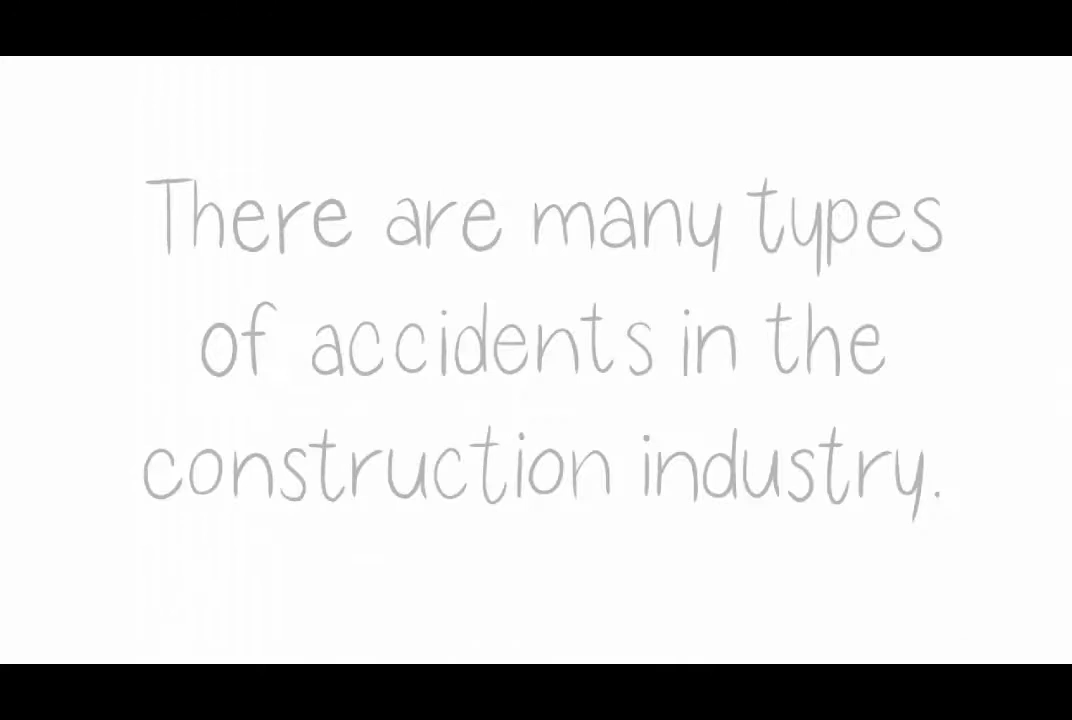 There are many types
of accidents in the
construction industry.